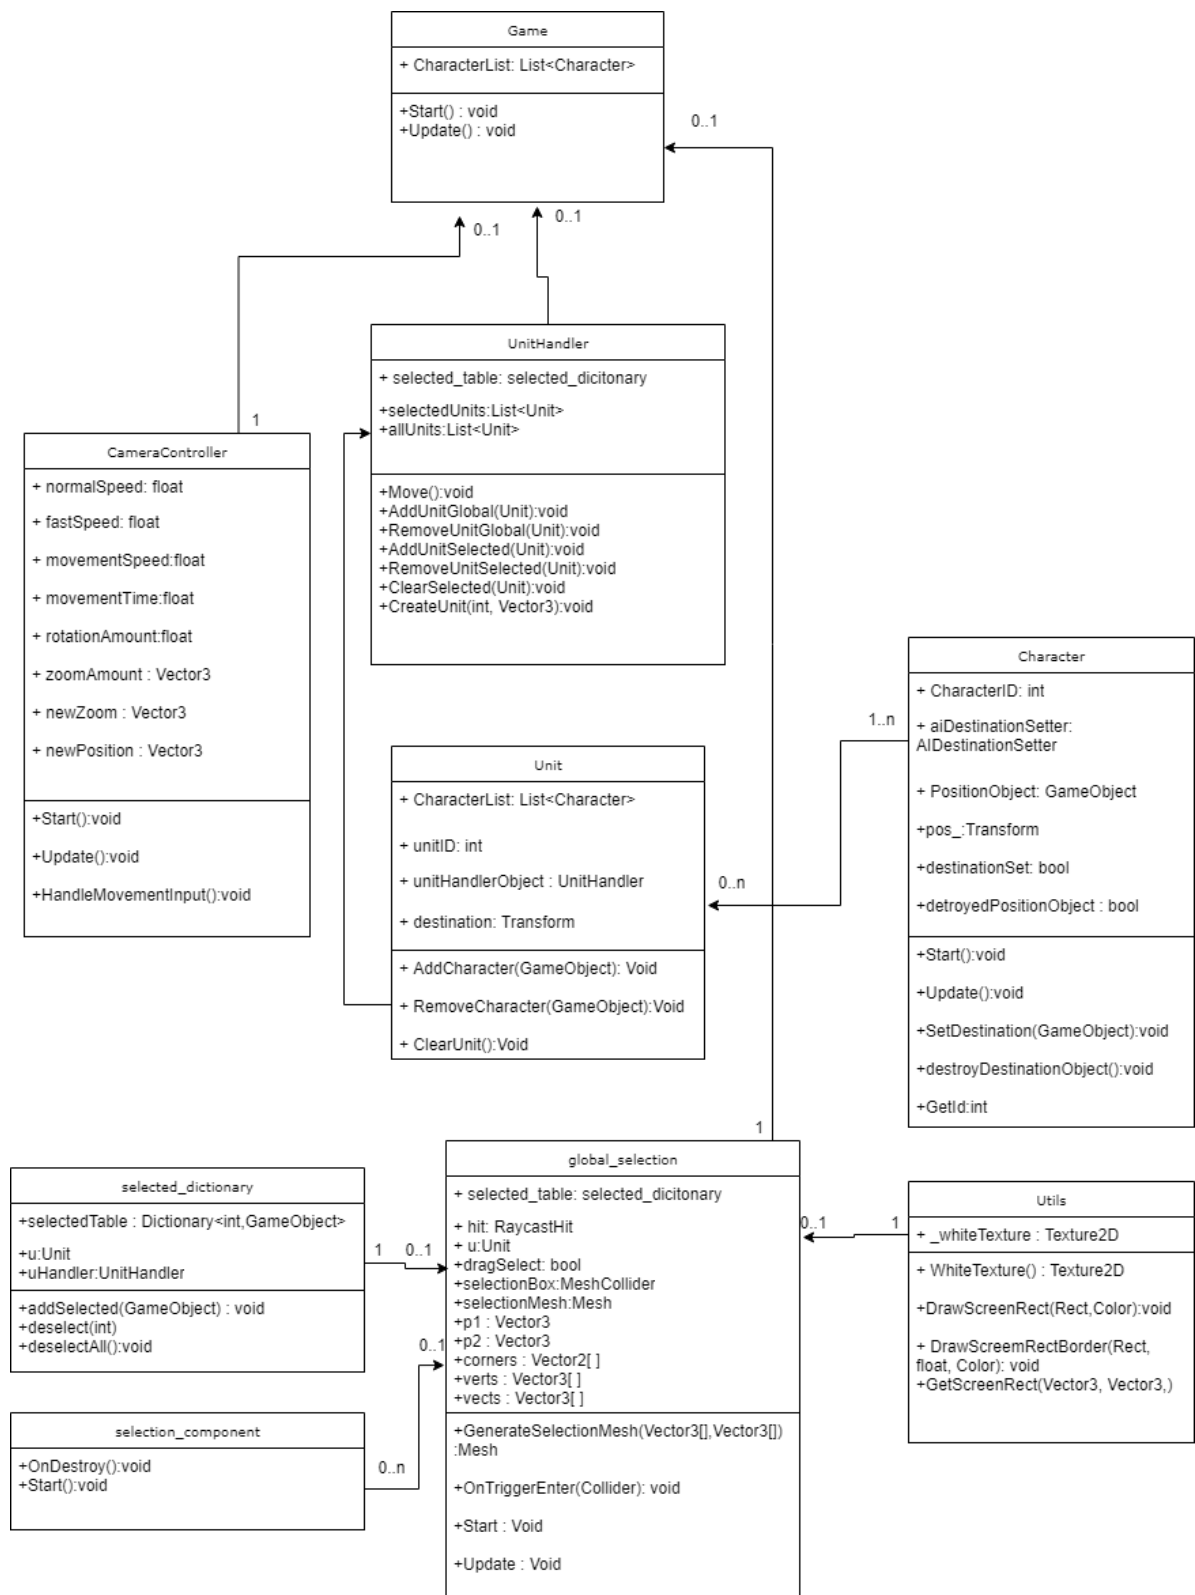 Game
+ CharacterList: List<Character>
+Start() : void
+Update() : void
0..1
0..1
0..1
UnitHandler
+ selected_table: selected_dicitonary
+selectedUnits:List<Unit>
+allUnits:List<Unit>
+Move():void
+AddUnitGlobal(Unit):void
+RemoveUnitGlobal(Unit):void
+AddUnitSelected(Unit):void
+RemoveUnitSelected(Unit):void
+ClearSelected(Unit):void
+CreateUnit(int, Vector3):void
1
CameraController
+ normalSpeed: float
+ fastSpeed: float
+ movementSpeed:float
+ movementTime:float
+ rotationAmount:float
+ zoomAmount : Vector3
+ newZoom : Vector3
+ newPosition : Vector3
+Start():void
+Update():void
+HandleMovementInput():void
Unit
+ CharacterList: List<Character>
+ unitID: int
+ unitHandlerObject : UnitHandler
+ destination: Transform
+ AddCharacter(GameObject): Void
+ RemoveCharacter(GameObject):Void
+ ClearUnit():Void
0..n
1..n
Character
+ CharacterID: int
+ aiDestinationSetter:
AIDestinationSetter
+ PositionObject: GameObject
+pos_:Transform
+destinationSet: bool
+detroyedPositionObject : bool
+Start():void
+Update():void
+SetDestination(GameObject):void
+destroyDestinationObject():void
+GetId:int
1
selected_dictionary
+selectedTable : Dictionary<int,GameObject>
+u:Unit
+uHandler:UnitHandler
+addSelected(GameObject) : void
+deselect(int)
+deselectAll():void
1
0..1
selection_component
+OnDestroy():void
+Start():void
0..n
0..1
global_selection
+ selected_table: selected_dicitonary
+ hit: RaycastHit
+ u:Unit
+dragSelect: bool
+selectionBox:MeshCollider
+selectionMesh:Mesh
+p1 : Vector3
+p2 : Vector3
+corners : Vector2[ ]
+verts : Vector3[ ]
+vects : Vector3[ ]
+GenerateSelectionMesh(Vector3[],Vector3[])
:Mesh
+OnTriggerEnter(Collider): void
+Start : Void
+Update : Void
0..1
1
Utils
+ _whiteTexture : Texture2D
+ WhiteTexture() : Texture2D
+DrawScreenRect(Rect,Color):void
+ DrawScreemRectBorder(Rect,
float, Color): void
+GetScreenRect(Vector3, Vector3,)